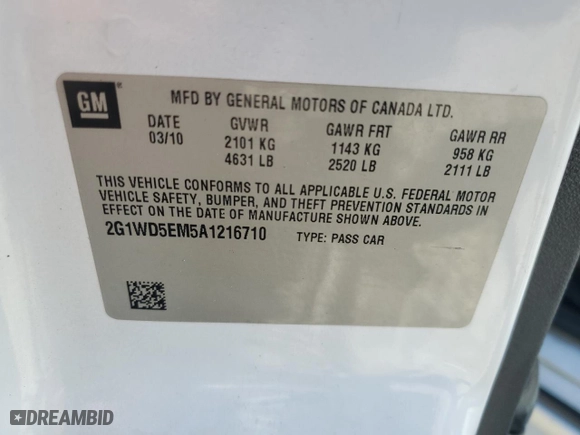 GM
MFD BY GENERAL MOTORS OF CANADA LTD.
DATE GVWR GAWR FRT GAWR RR
03/10 2101 KG 1143 KG 958 KG
4631 LB 2520 LB 2111 LB
THIS VEHICLE CONFORMS TO ALL APPLICABLE U.S. FEDERAL MOTOR
VEHICLE SAFETY, BUMPER, AND THEFT PREVENTION STANDARDS IN
EFFECT ON THE DATE OF MANUFACTURE SHOWN ABOVE.
2G1WD5EM5A1216710 TYPE: PASS CAR
DREAMBID